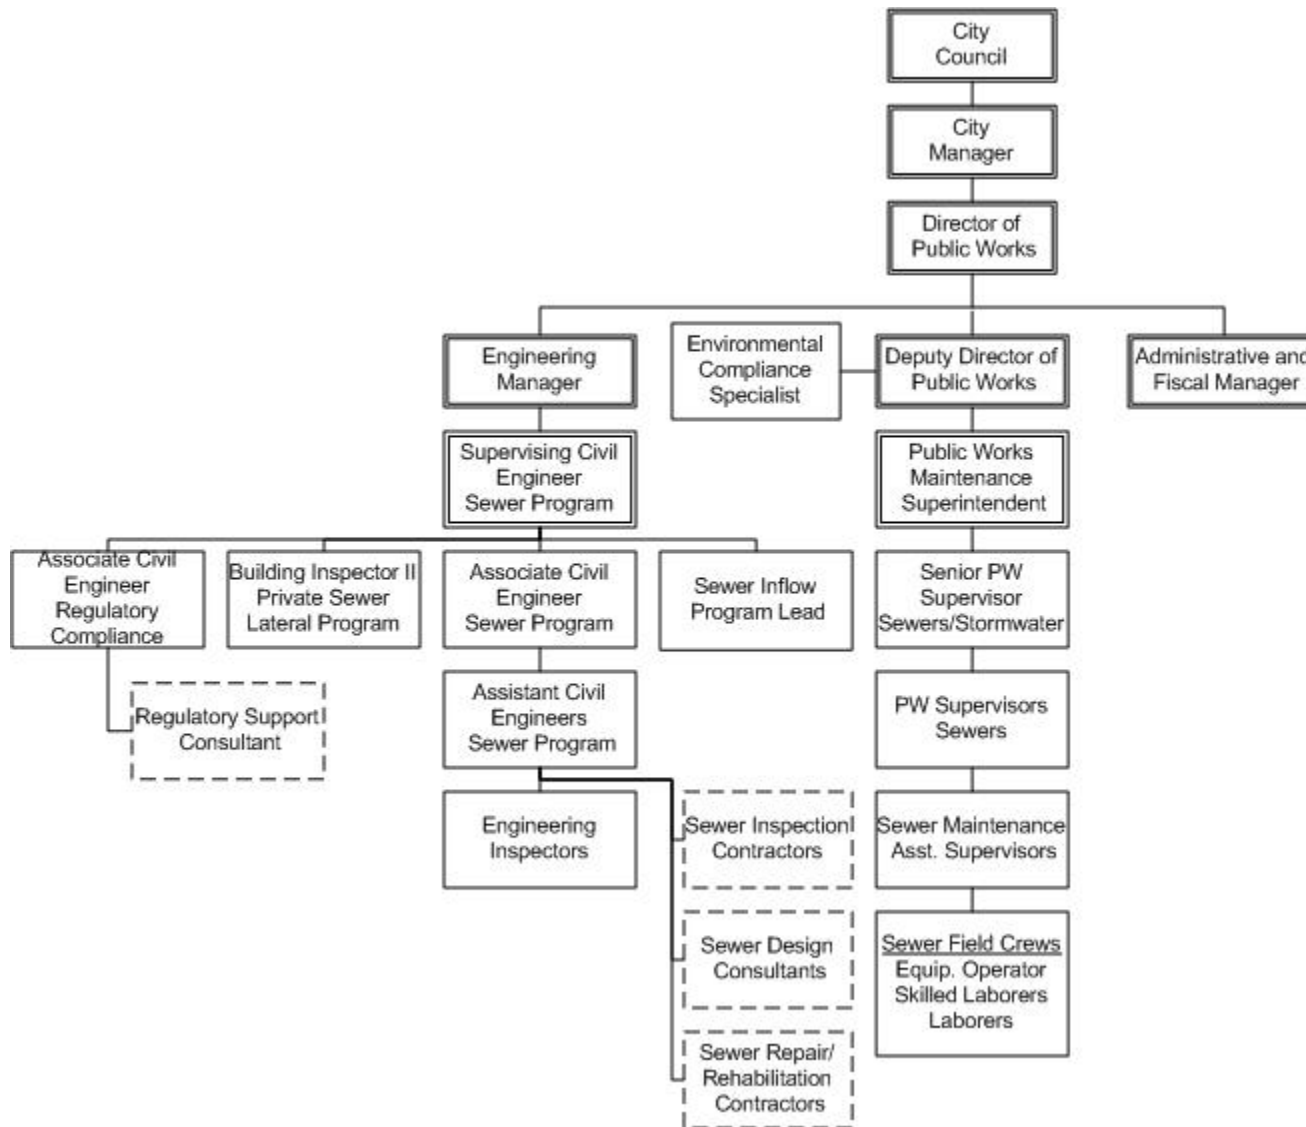 City
Council
City
Manager
Director of
Public Works
Engineering
Manager
Environmental
Compliance
Specialist
Deputy Director of
Public Works
Administrative and
Fiscal Manager
Supervising Civil
Engineer
Sewer Program
Public Works
Maintenance
Superintendent
Associate Civil
Engineer
Regulatory
Compliance
Building Inspector II
Private Sewer
Lateral Program
Associate Civil
Engineer
Sewer Program
Sewer Inflow
Program Lead
Senior PW
Supervisor
Sewers/Stormwater
Regulatory Support
Consultant
Assistant Civil
Engineers
Sewer Program
PW Supervisors
Sewers
Engineering
Inspectors
Sewer Inspection
Contractors
Sewer Maintenance
Asst. Supervisors
Sewer Design
Consultants
Sewer Field Crews
Equip. Operator
Skilled Laborers
Laborers
Sewer Repair/
Rehabilitation
Contractors